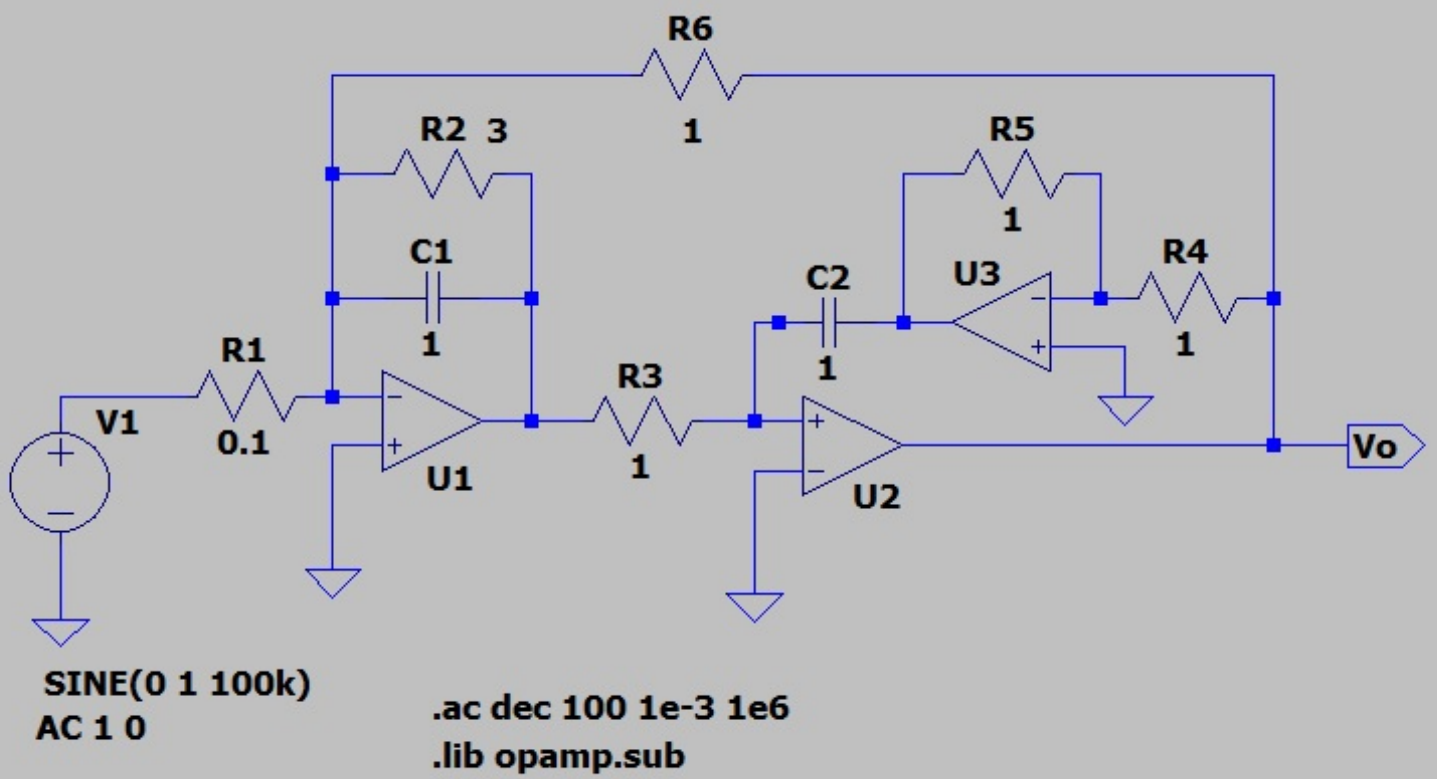 R6
1
R2 3
R5
1
C1
1
U3
R4
1
C2
1
R1
0.1
V1
R3
1
U1
U2
Vo
+
−
−
+
+
−
−
+
SINE(0 1 100k)
AC 1 0
.ac dec 100 1e-3 1e6
.lib opamp.sub